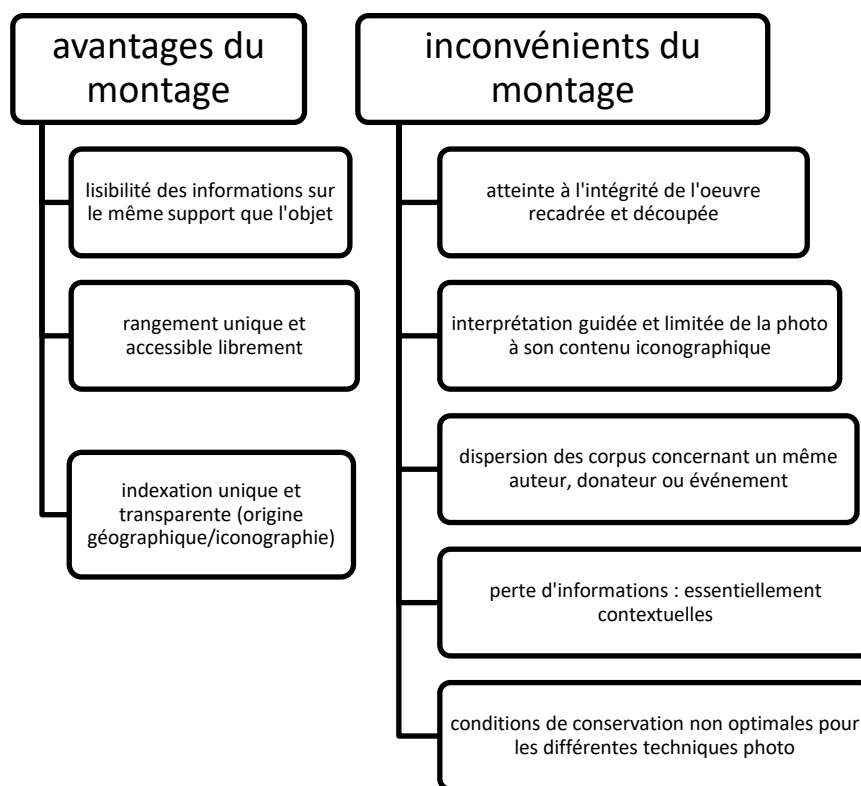 avantages du
montage
lisibilité des informations sur
le même support que l'objet
rangement unique et
accessible librement
indexation unique et
transparente (origine
géographique/iconographie)
inconvénients du
montage
atteinte à l'intégrité de l'oeuvre
recadrée et découpée
interprétation guidée et limitée de la photo
à son contenu iconographique
dispersion des corpus concernant un même
auteur, donateur ou événement
perte d'informations : essentiellement
contextuelles
conditions de conservation non optimales pour
les différentes techniques photo